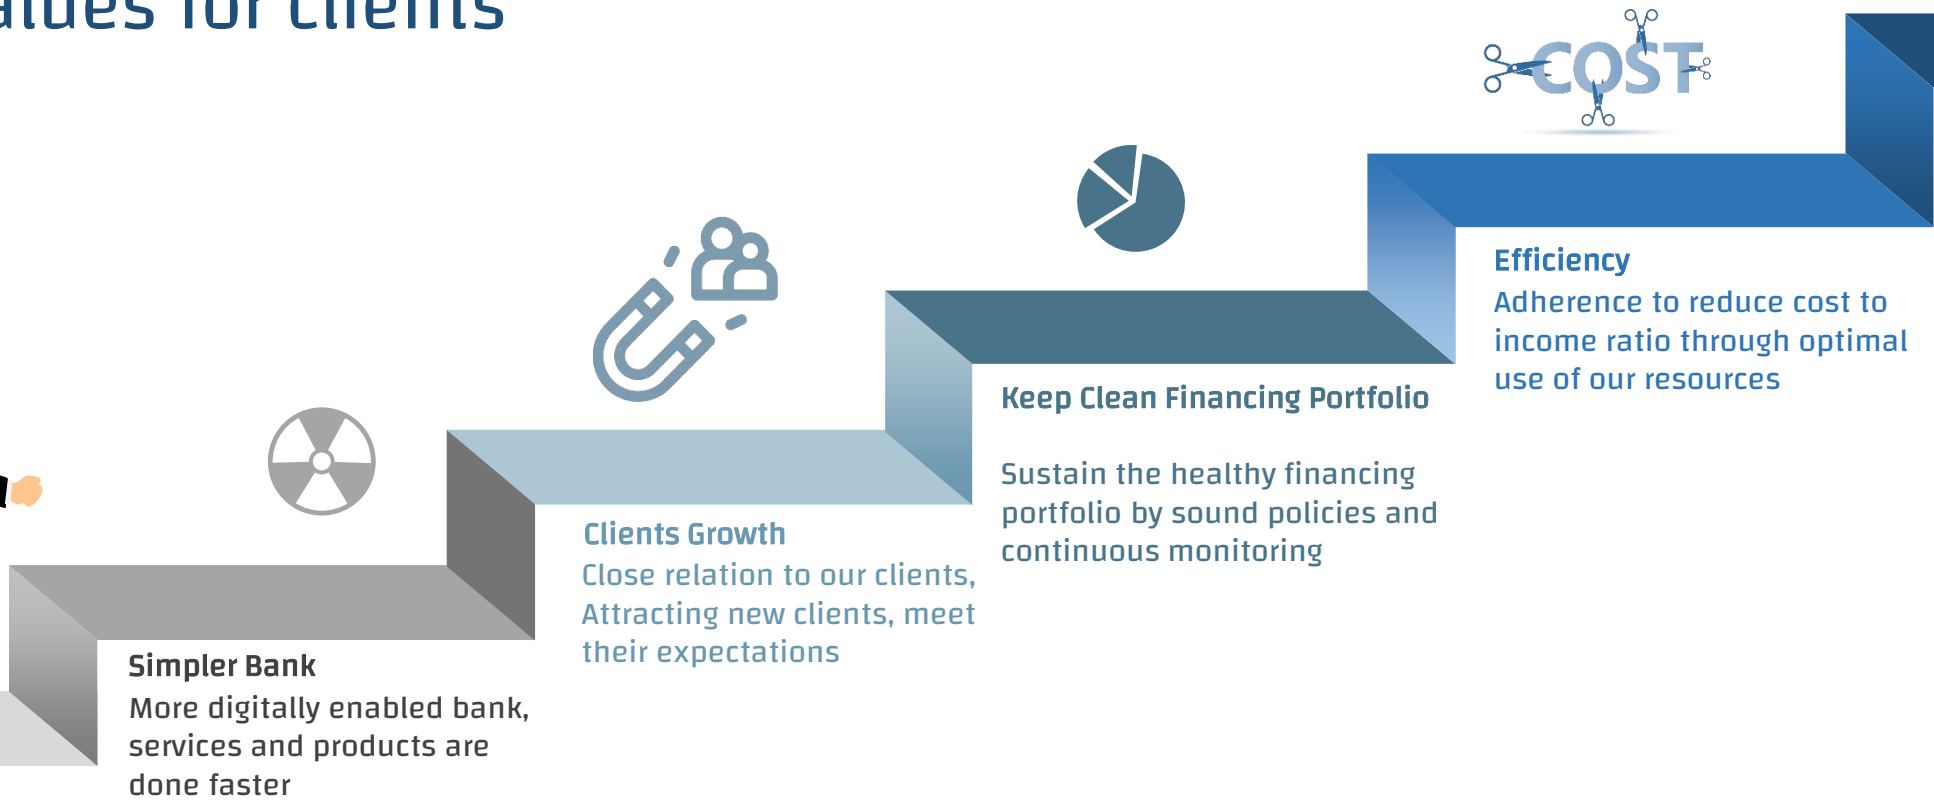 for clients
COST
Efficiency
Adherence to reduce cost to
income ratio through optimal
use of our resources
Keep Clean Financing Portfolio
Sustain the healthy financing
portfolio by sound policies and
continuous monitoring
Clients Growth
Close relation to our clients,
Attracting new clients, meet
their expectations
Simpler Bank
More digitally enabled bank,
services and products are
done faster